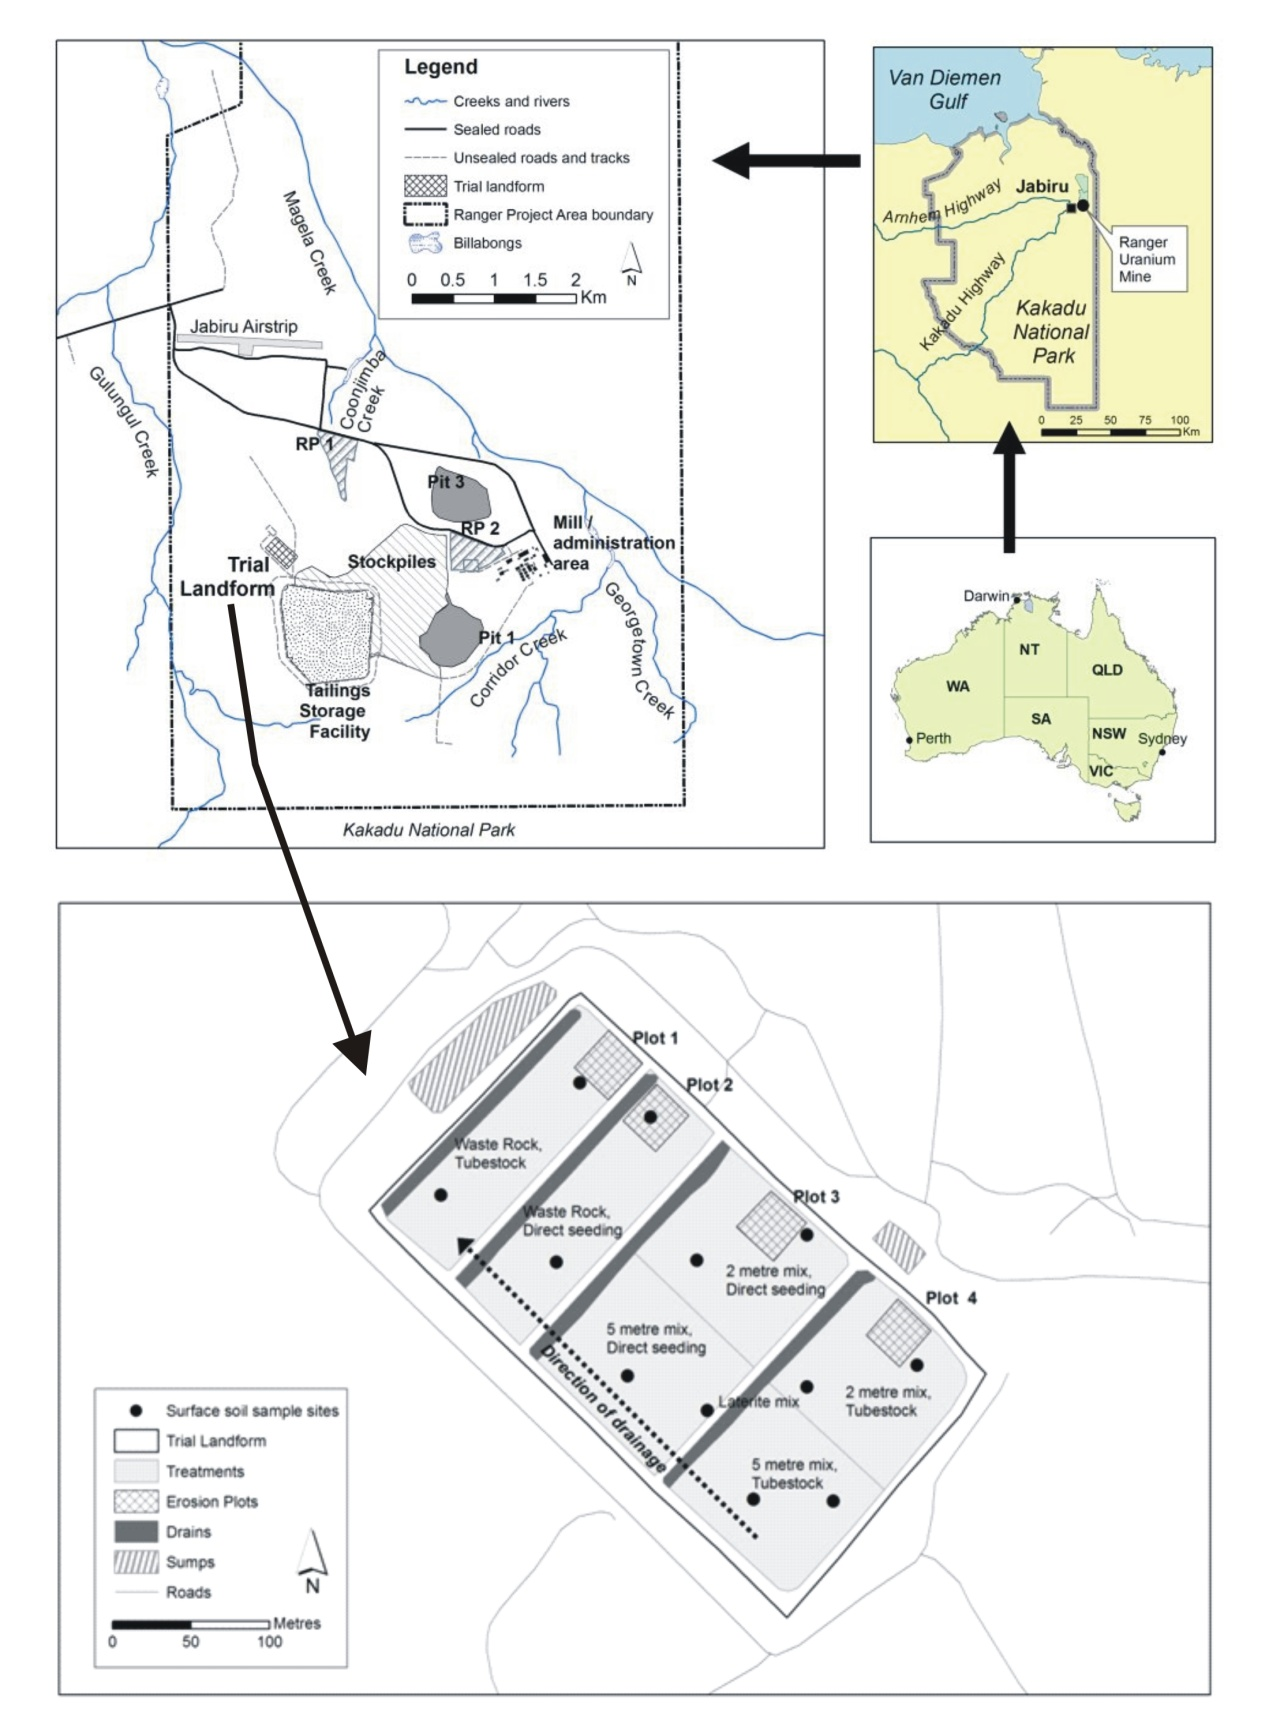 Legend
Creeks and rivers
Sealed roads
Unsealed roads and tracks
Trial landform
Ranger Project Area boundary
Billabongs
N
0 0.5 1 1.5 2
Km
Magela Creek
Jabiru Airstrip
Gulungul Creek
Coonjimba
Creek
RP 1
Pit 3
RP 2
Mill /
administration
area
Stockpiles
Trial
Landform
Pit 1
Corridor Creek
Georgetown Creek
Tailings
Storage
Facility
Kakadu National Park
Van Diemen
Gulf
Jabiru
Arnhem Highway
Ranger
Uranium
Mine
Kakadu Highway
Kakadu
National
Park
0 25 50 75 100
Km
Darwin
NT
QLD
WA
SA
NSW
Sydney
Perth
VIC
Plot 1
Plot 2
Waste Rock,
Tubestock
Plot 3
Waste Rock,
Direct seeding
2 metre mix,
Direct seeding
Plot 4
5 metre mix,
Direct seeding
Direction of drainage
Laterite mix
2 metre mix,
Tubestock
5 metre mix,
Tubestock
Surface soil sample sites
Trial Landform
Treatments
Erosion Plots
Drains
Sumps
Roads
N
Metres
0 50 100